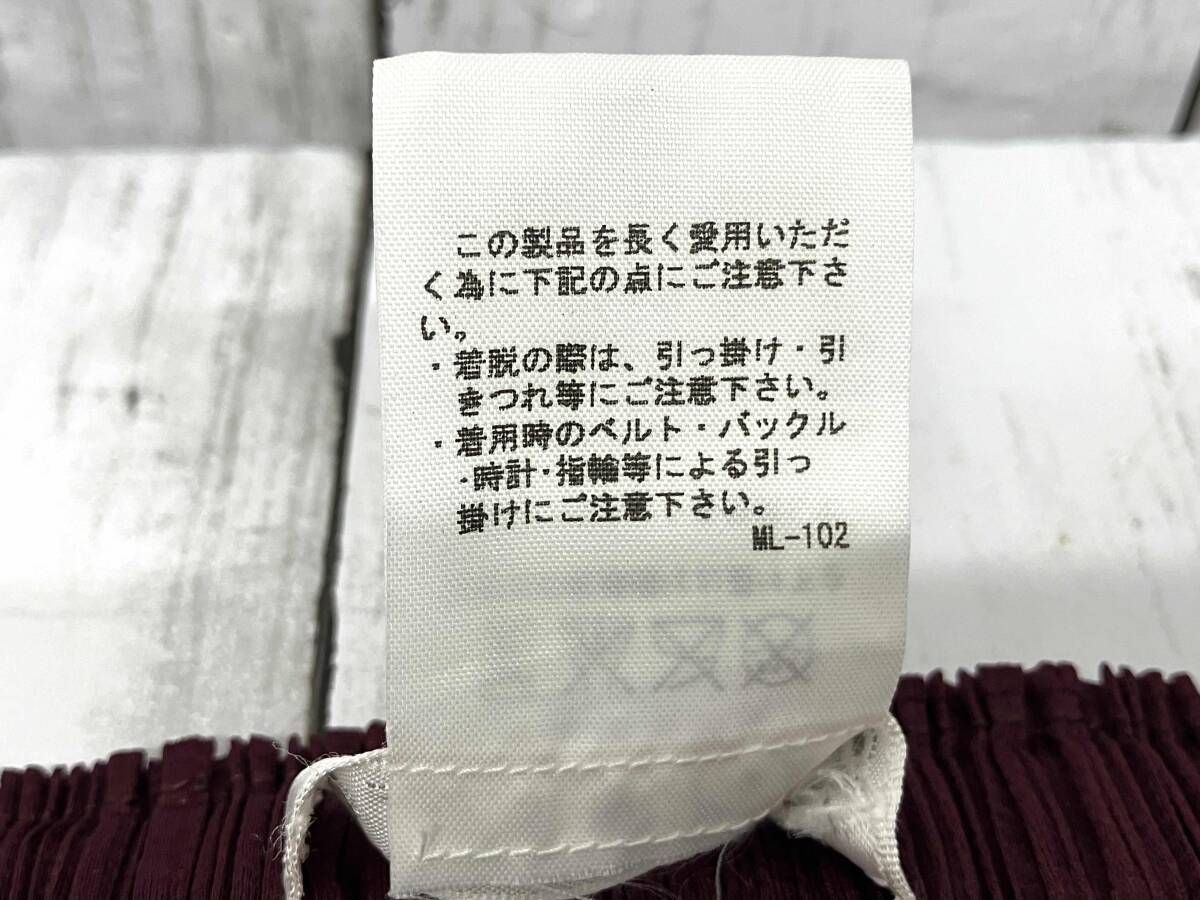 この製品を長く愛用いただ
く為に下記の点にご注意下さ
い。
・着脱の際は、引っ掛け・引
きつれ等にご注意下さい。
・着用時のベルト・バックル
・時計・指輪等による引っ
掛けにご注意下さい。
ML-102